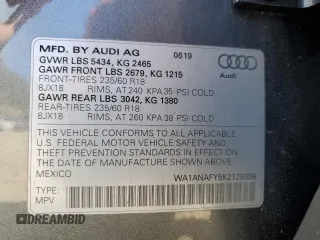 MFD. BY AUDI AG 0619
GVWR LBS 5434, KG 2465
GAWR FRONT LBS 2679, KG 1215
FRONT-TIRES 235/60 R18
8JX18 RIMS, AT 240 KPA 35 PSI COLD
GAWR REAR LBS 3042, KG 1380
REAR-TIRES 235/60 R18
8JX18 RIMS, AT 260 KPA 38 PSI COLD
Audi
THIS VEHICLE CONFORMS TO ALL APPLICABLE
U.S. FEDERAL MOTOR VEHICLE SAFETY AND
THEFT PREVENTION STANDARDS IN EFFECT ON
THE DATE OF MANUFACTURE SHOWN ABOVE.
MEXICO
TYPE:
MPV
DREAMBID